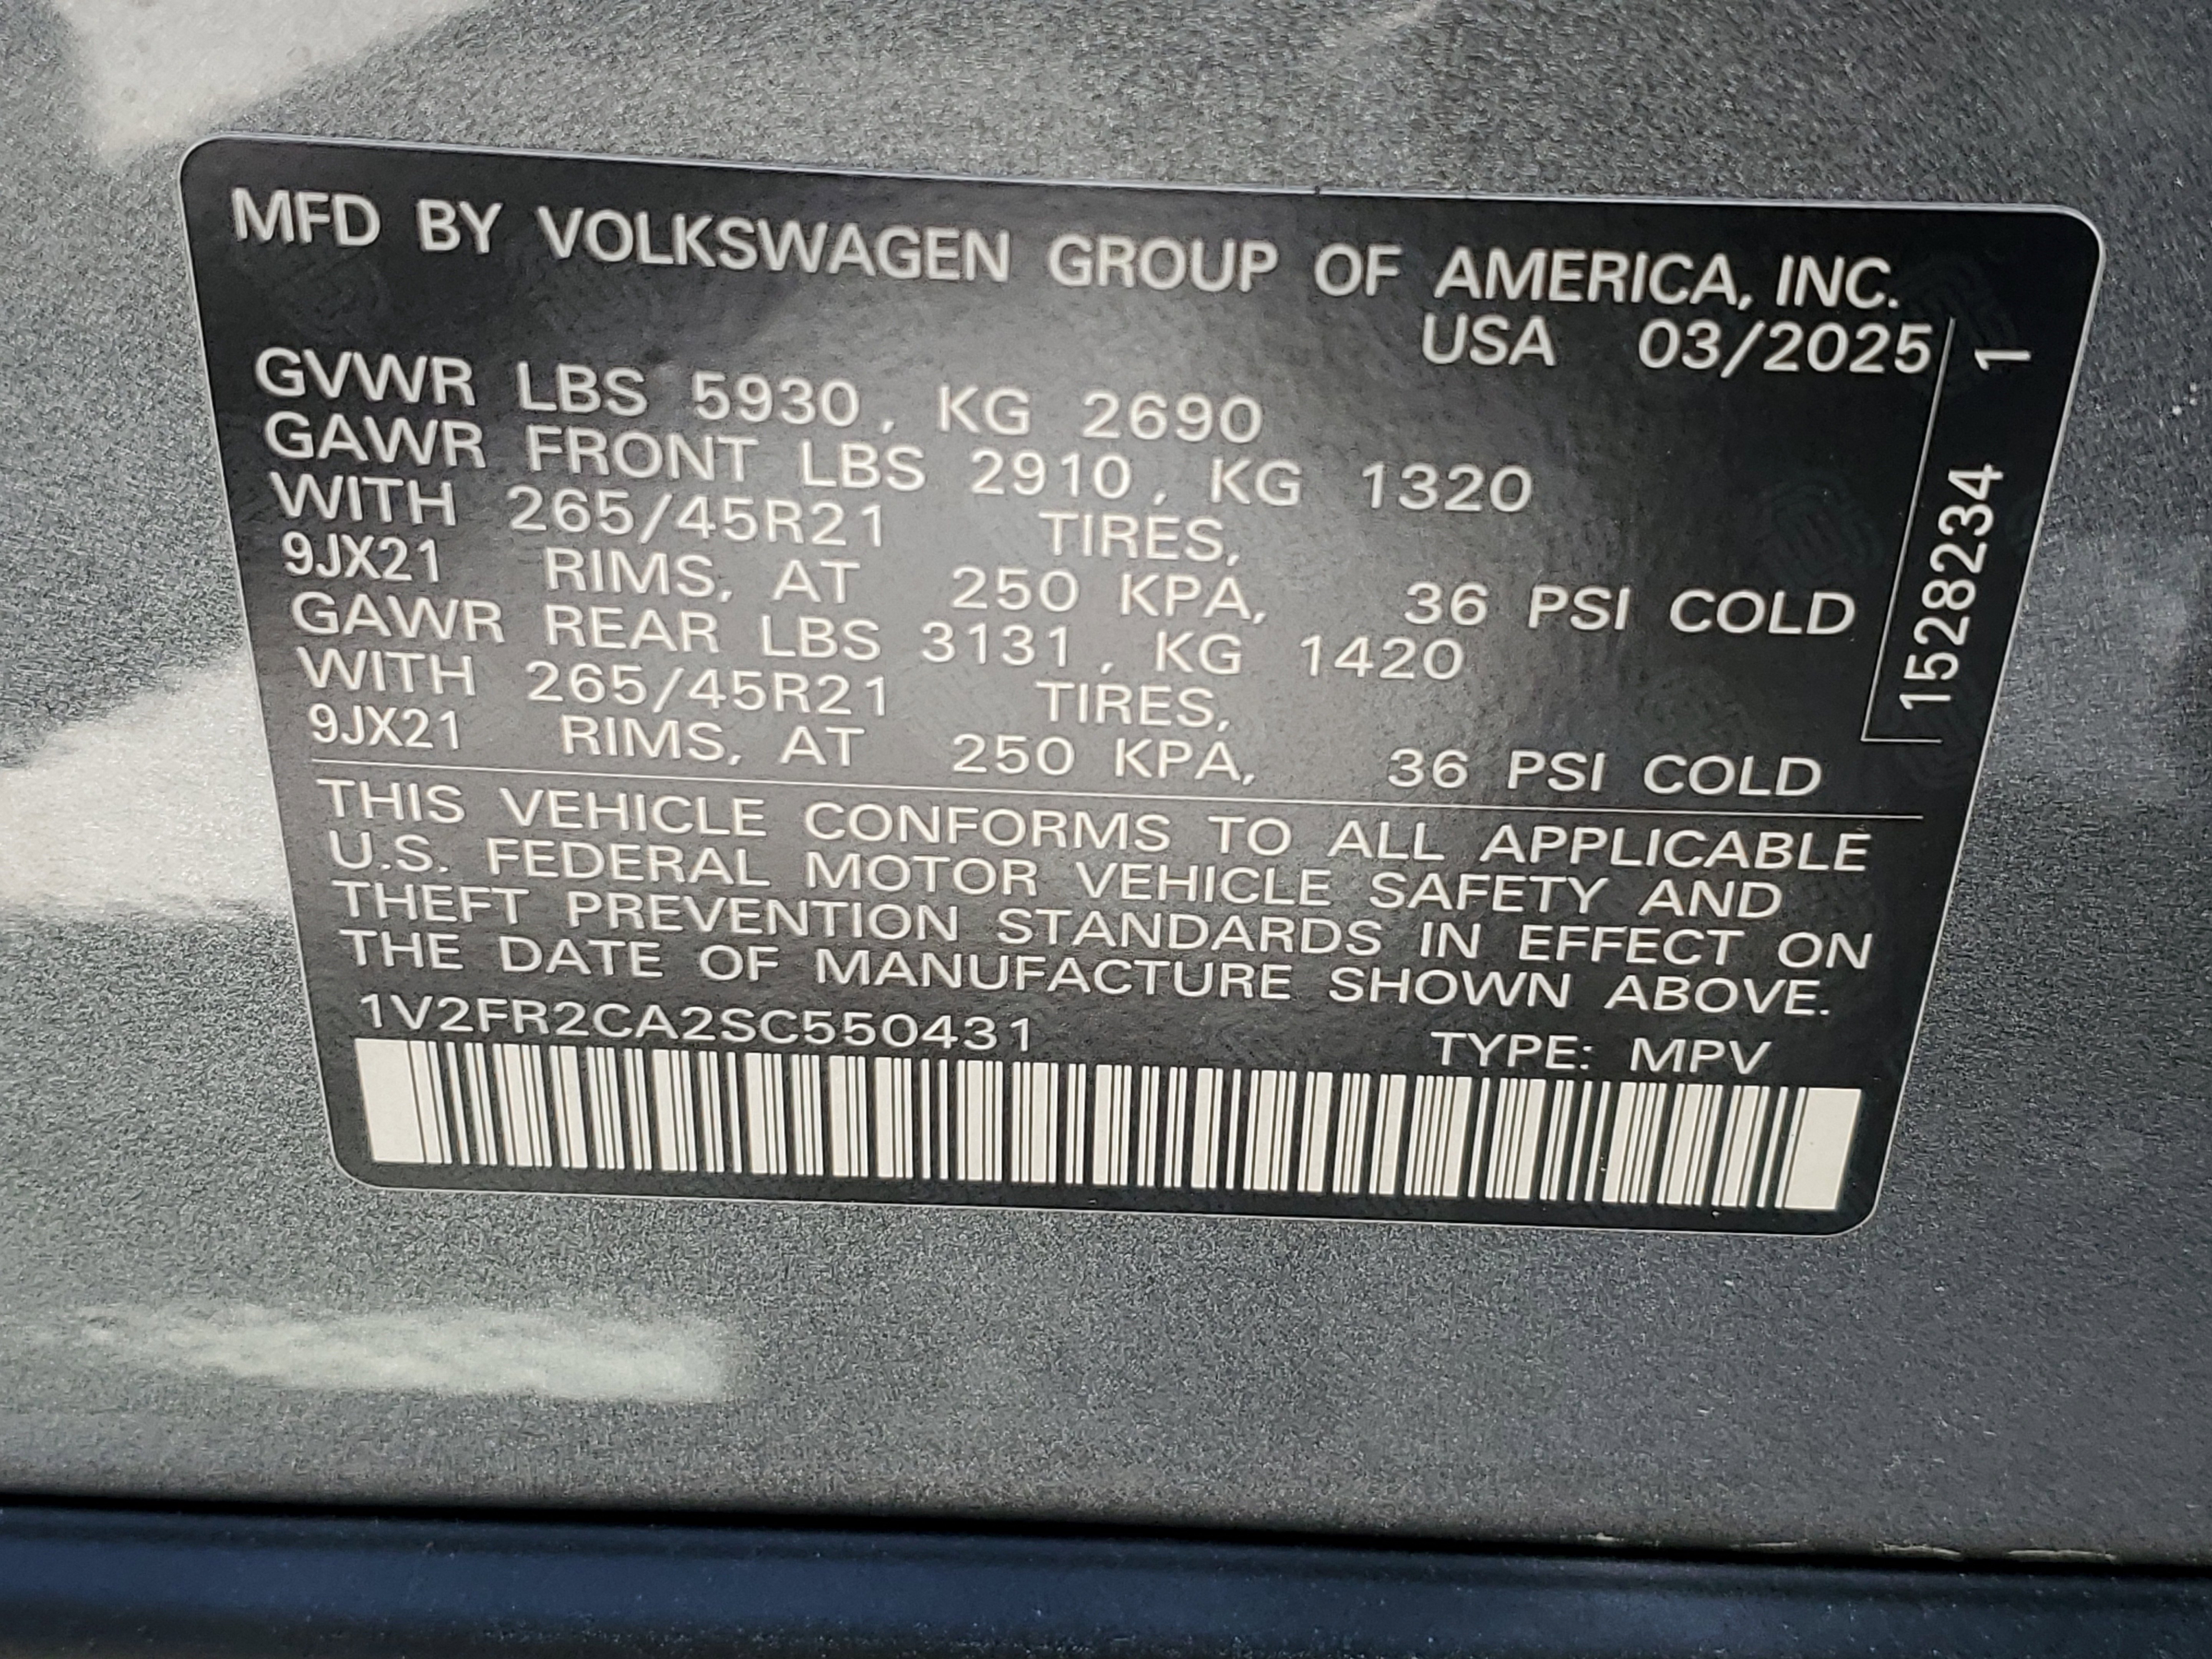 MFD BY VOLKSWAGEN GROUP OF AMERICA, INC.
USA 03/2025
GVWR LBS 5930, KG 2690
GAWR FRONT LBS 2910, KG 1320
WITH 265/45R21 TIRES,
9JX21 RIMS, AT 250 KPA, 36 PSI COLD
GAWR REAR LBS 3131, KG 1420
WITH 265/45R21 TIRES,
9JX21 RIMS, AT 250 KPA, 36 PSI COLD
1528234 1
THIS VEHICLE CONFORMS TO ALL APPLICABLE
U.S. FEDERAL MOTOR VEHICLE SAFETY AND
THEFT PREVENTION STANDARDS IN EFFECT ON
THE DATE OF MANUFACTURE SHOWN ABOVE.
1V2FR2CA2SC550431 TYPE: MPV